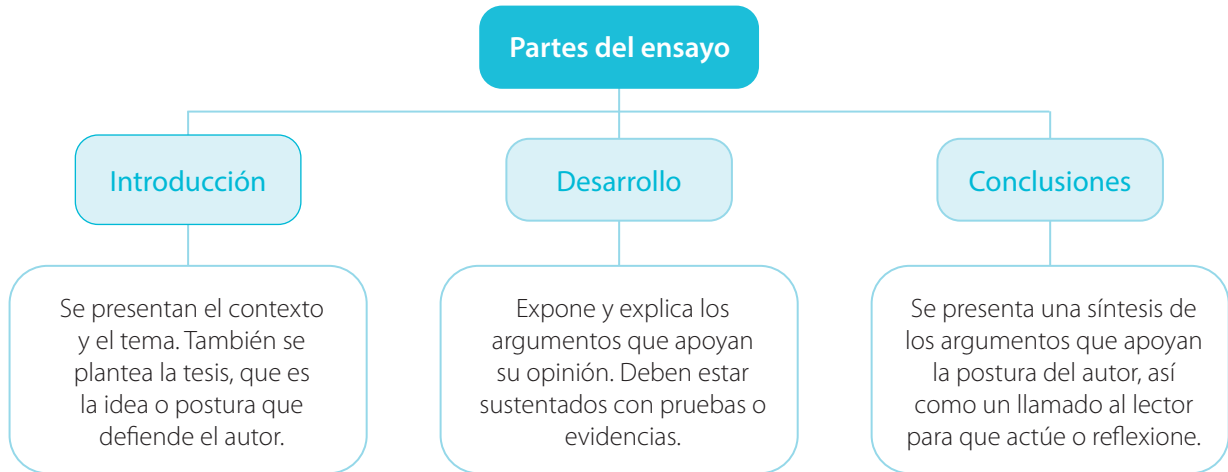 Partes del ensayo
Introducción
Desarrollo
Conclusiones
Se presentan el contexto
y el tema. También se
plantea la tesis, que es
la idea o postura que
defiende el autor.
Expone y explica los
argumentos que apoyan
su opinión. Deben estar
sustentados con pruebas o
evidencias.
Se presenta una síntesis de
los argumentos que apoyan
la postura del autor, así
como un llamado al lector
para que actúe o reflexione.